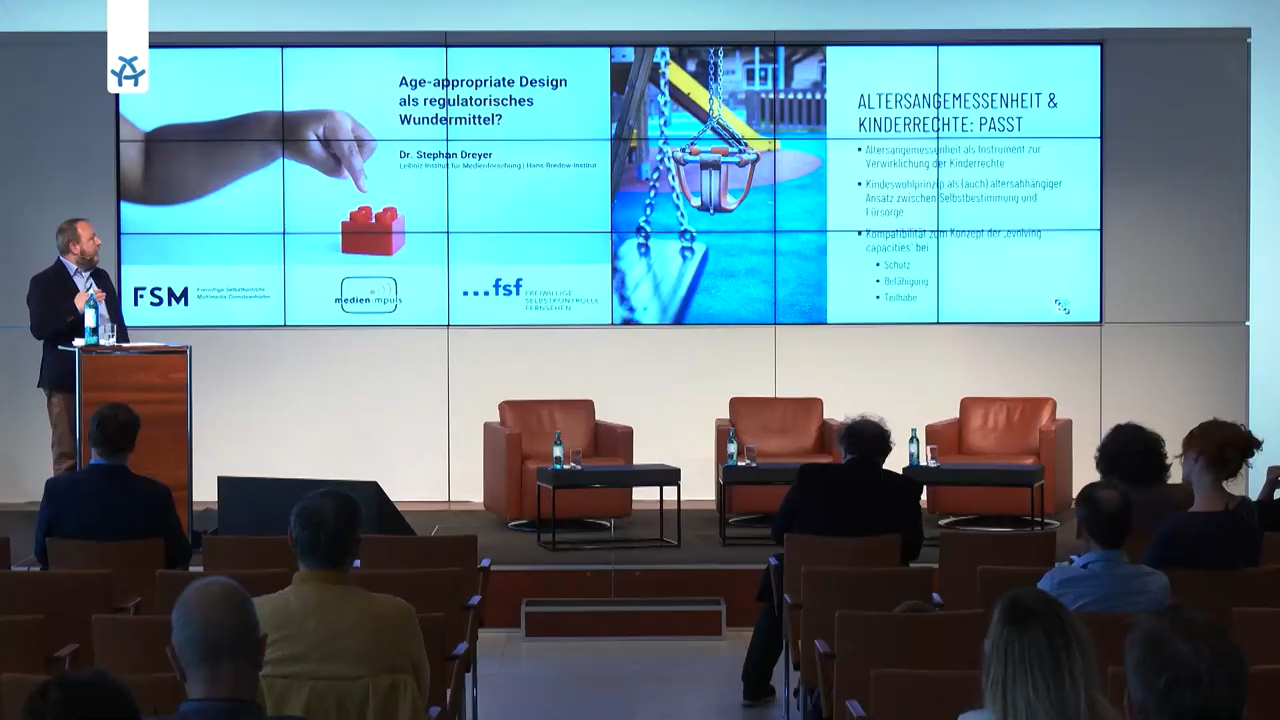 Age-appropriate Design
als regulatorisches
Wundermittel?
Dr. Stephan Dreyer
Leibniz-Institut für Medienforschung | Hans-Bredow-Institut
FSM
Freiwillige Selbstkontrolle
Multimedia-Diensteanbieter
medien:mpuls
...fsf
FREIWILLIGE
SELBSTKONTROLLE
FERNSEHEN
ALTERSANGEMESSENHEIT &
KINDERRECHTE: PASST
▪ Altersangemessenheit als Instrument zur
Verwirklichung der Kinderrechte
▪ Kindeswohlprinzip als (auch) altersabhängiger
Ansatz zwischen Selbstbestimmung und
Fürsorge
▪ Kompatibilität zum Konzept der „evolving
capacities" bei
▪ Schutz
▪ Befähigung
▪ Teilhabe